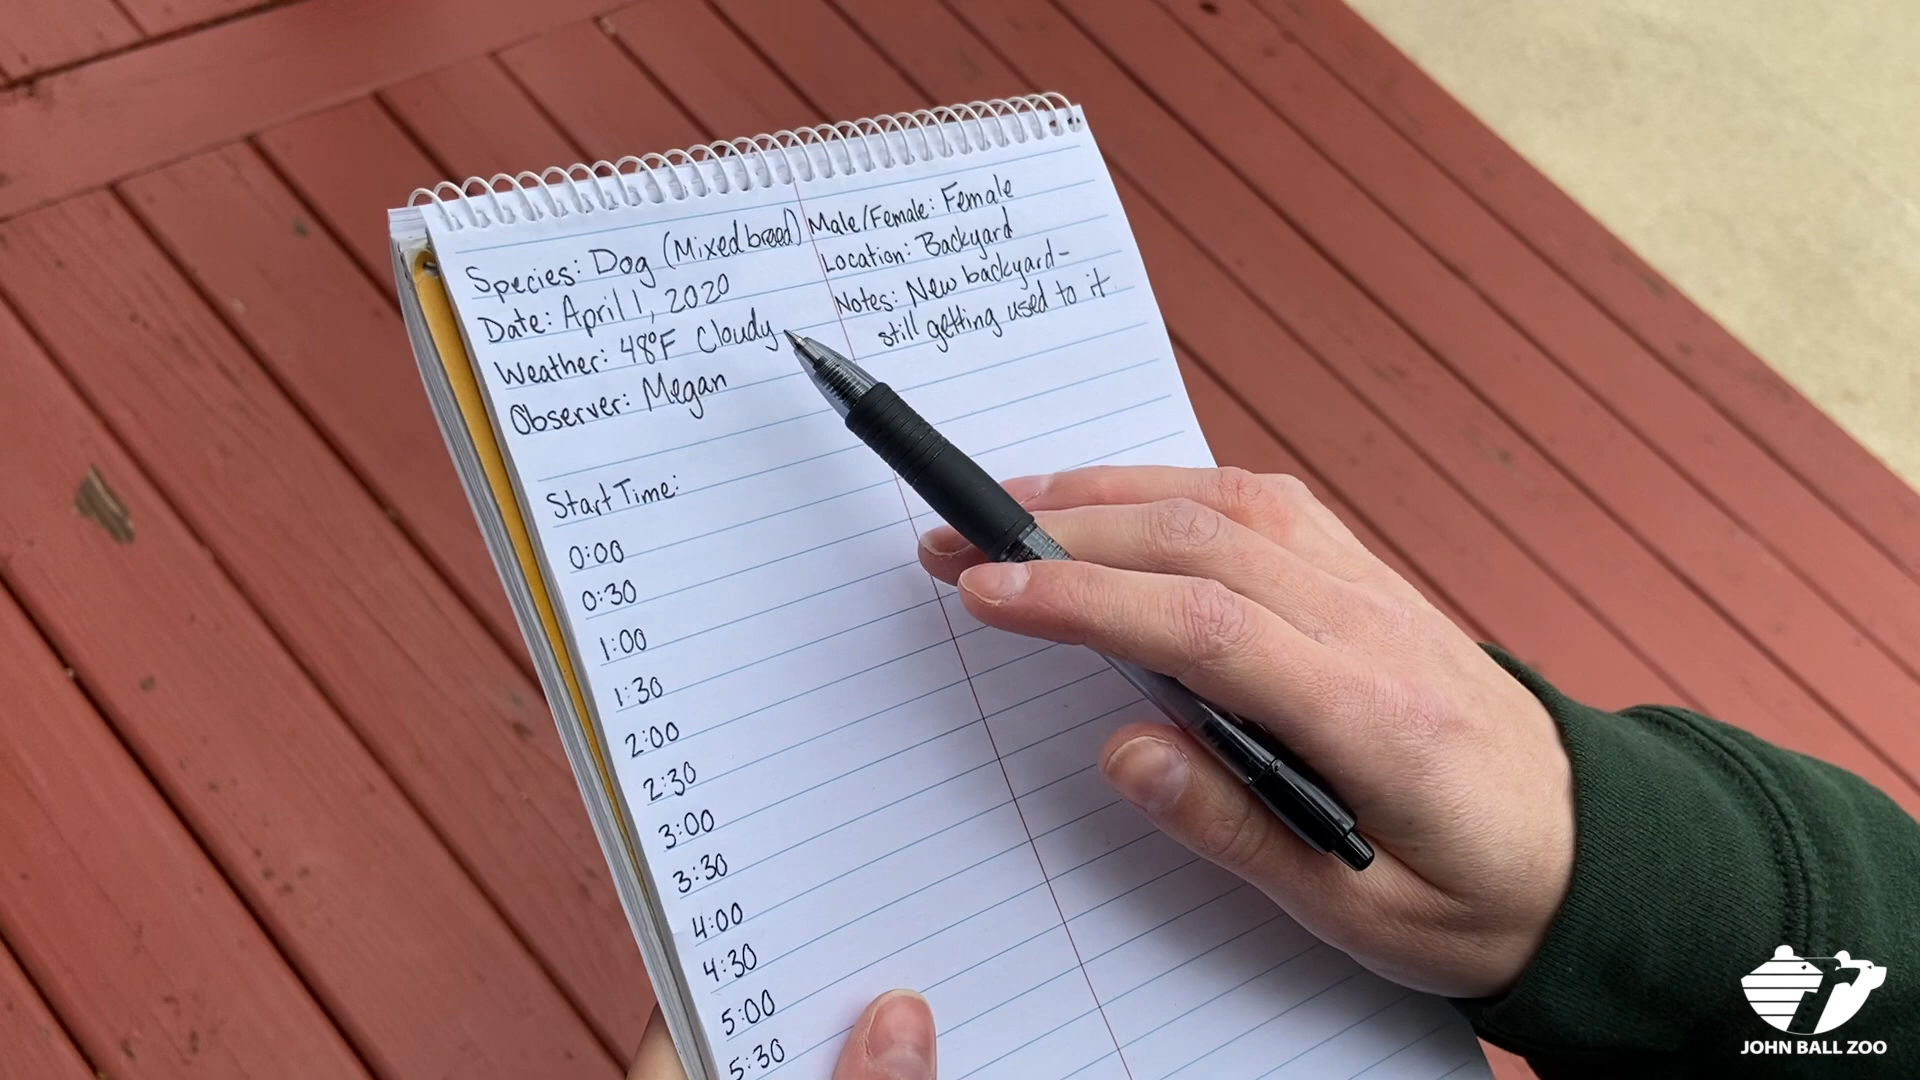 Species: Dog (Mixed breed)
Date: April 1, 2020
Weather: 48°F Cloudy
Observer: Megan
Male/Female: Female
Location: Backyard
Notes: New backyard-
still getting used to it.
Start Time:
0:00
0:30
1:00
1:30
2:00
2:30
3:00
3:30
4:00
4:30
5:00
5:30
JOHN BALL ZOO